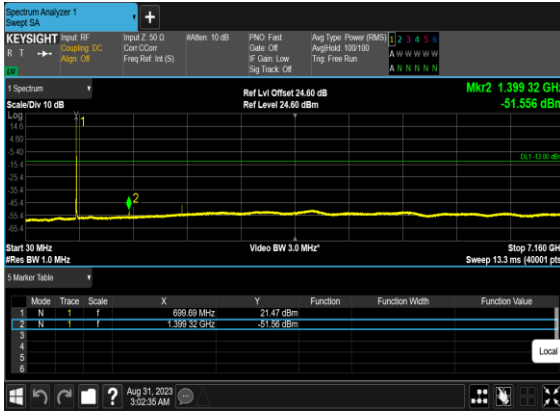 Spectrum Analyzer 1
Swept SA
+
KEYSIGHT Input: RF Input Z: 50 Ω #Atten: 10 dB PNO: Fast Avg Type: Power (RMS) 1 2 3 4 5 6
R T Coupling: DC Corr CCorr Gate: Off Avg|Hold: 100/100 A W W W W W
Align: Off Freq Ref: Int (S) IF Gain: Low Trig: Free Run
Sig Track: Off A N N N N N
1 Spectrum Ref Lvl Offset 24.60 dB Mkr2 1.399 32 GHz
Scale/Div 10 dB Ref Level 24.60 dBm -51.556 dBm
Log
1
14.6
4.60
-5.40
DL1 -13.00 dBm
-15.4
-25.4
-35.4
-45.4
2
-55.4
-65.4
Start 30 MHz Video BW 3.0 MHz* Stop 7.160 GH
#Res BW 1.0 MHz Sweep 13.3 ms (40001 pts
5 Marker Table
Mode Trace Scale X Y Function Function Width Function Value
1 N 1 f 699.69 MHz 21.47 dBm
2 N 1 f 1.399 32 GHz -51.56 dBm
3
4
5
6
Local
? Aug 31, 2023
3:02:35 AM